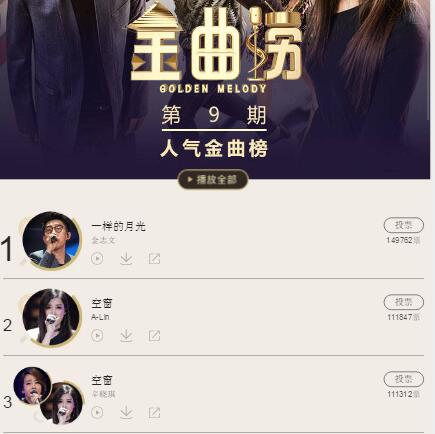 金曲捞
GOLDEN MELODY
第 9 期
人气金曲榜
播放全部
1
一样的月光
金志文
投票
149762票
2
空窗
A-Lin
投票
111847票
3
空窗
辛晓琪
投票
111312票